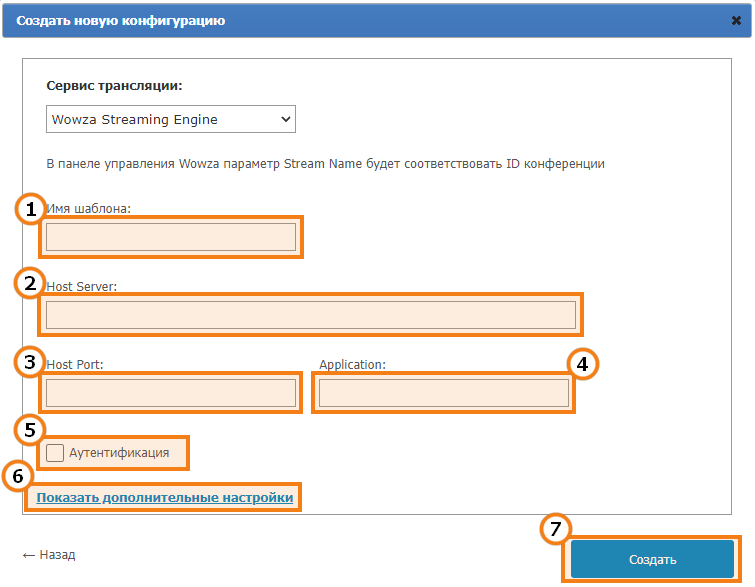 Создать новую конфигурацию
Сервис трансляции:
Wowza Streaming Engine
В панеле управления Wowza параметр Stream Name будет соответствовать ID конференции
1 Имя шаблона:
2 Host Server:
3 Host Port: Application: 4
5
Аутентификация
6
Показать дополнительные настройки
7
← Назад Создать